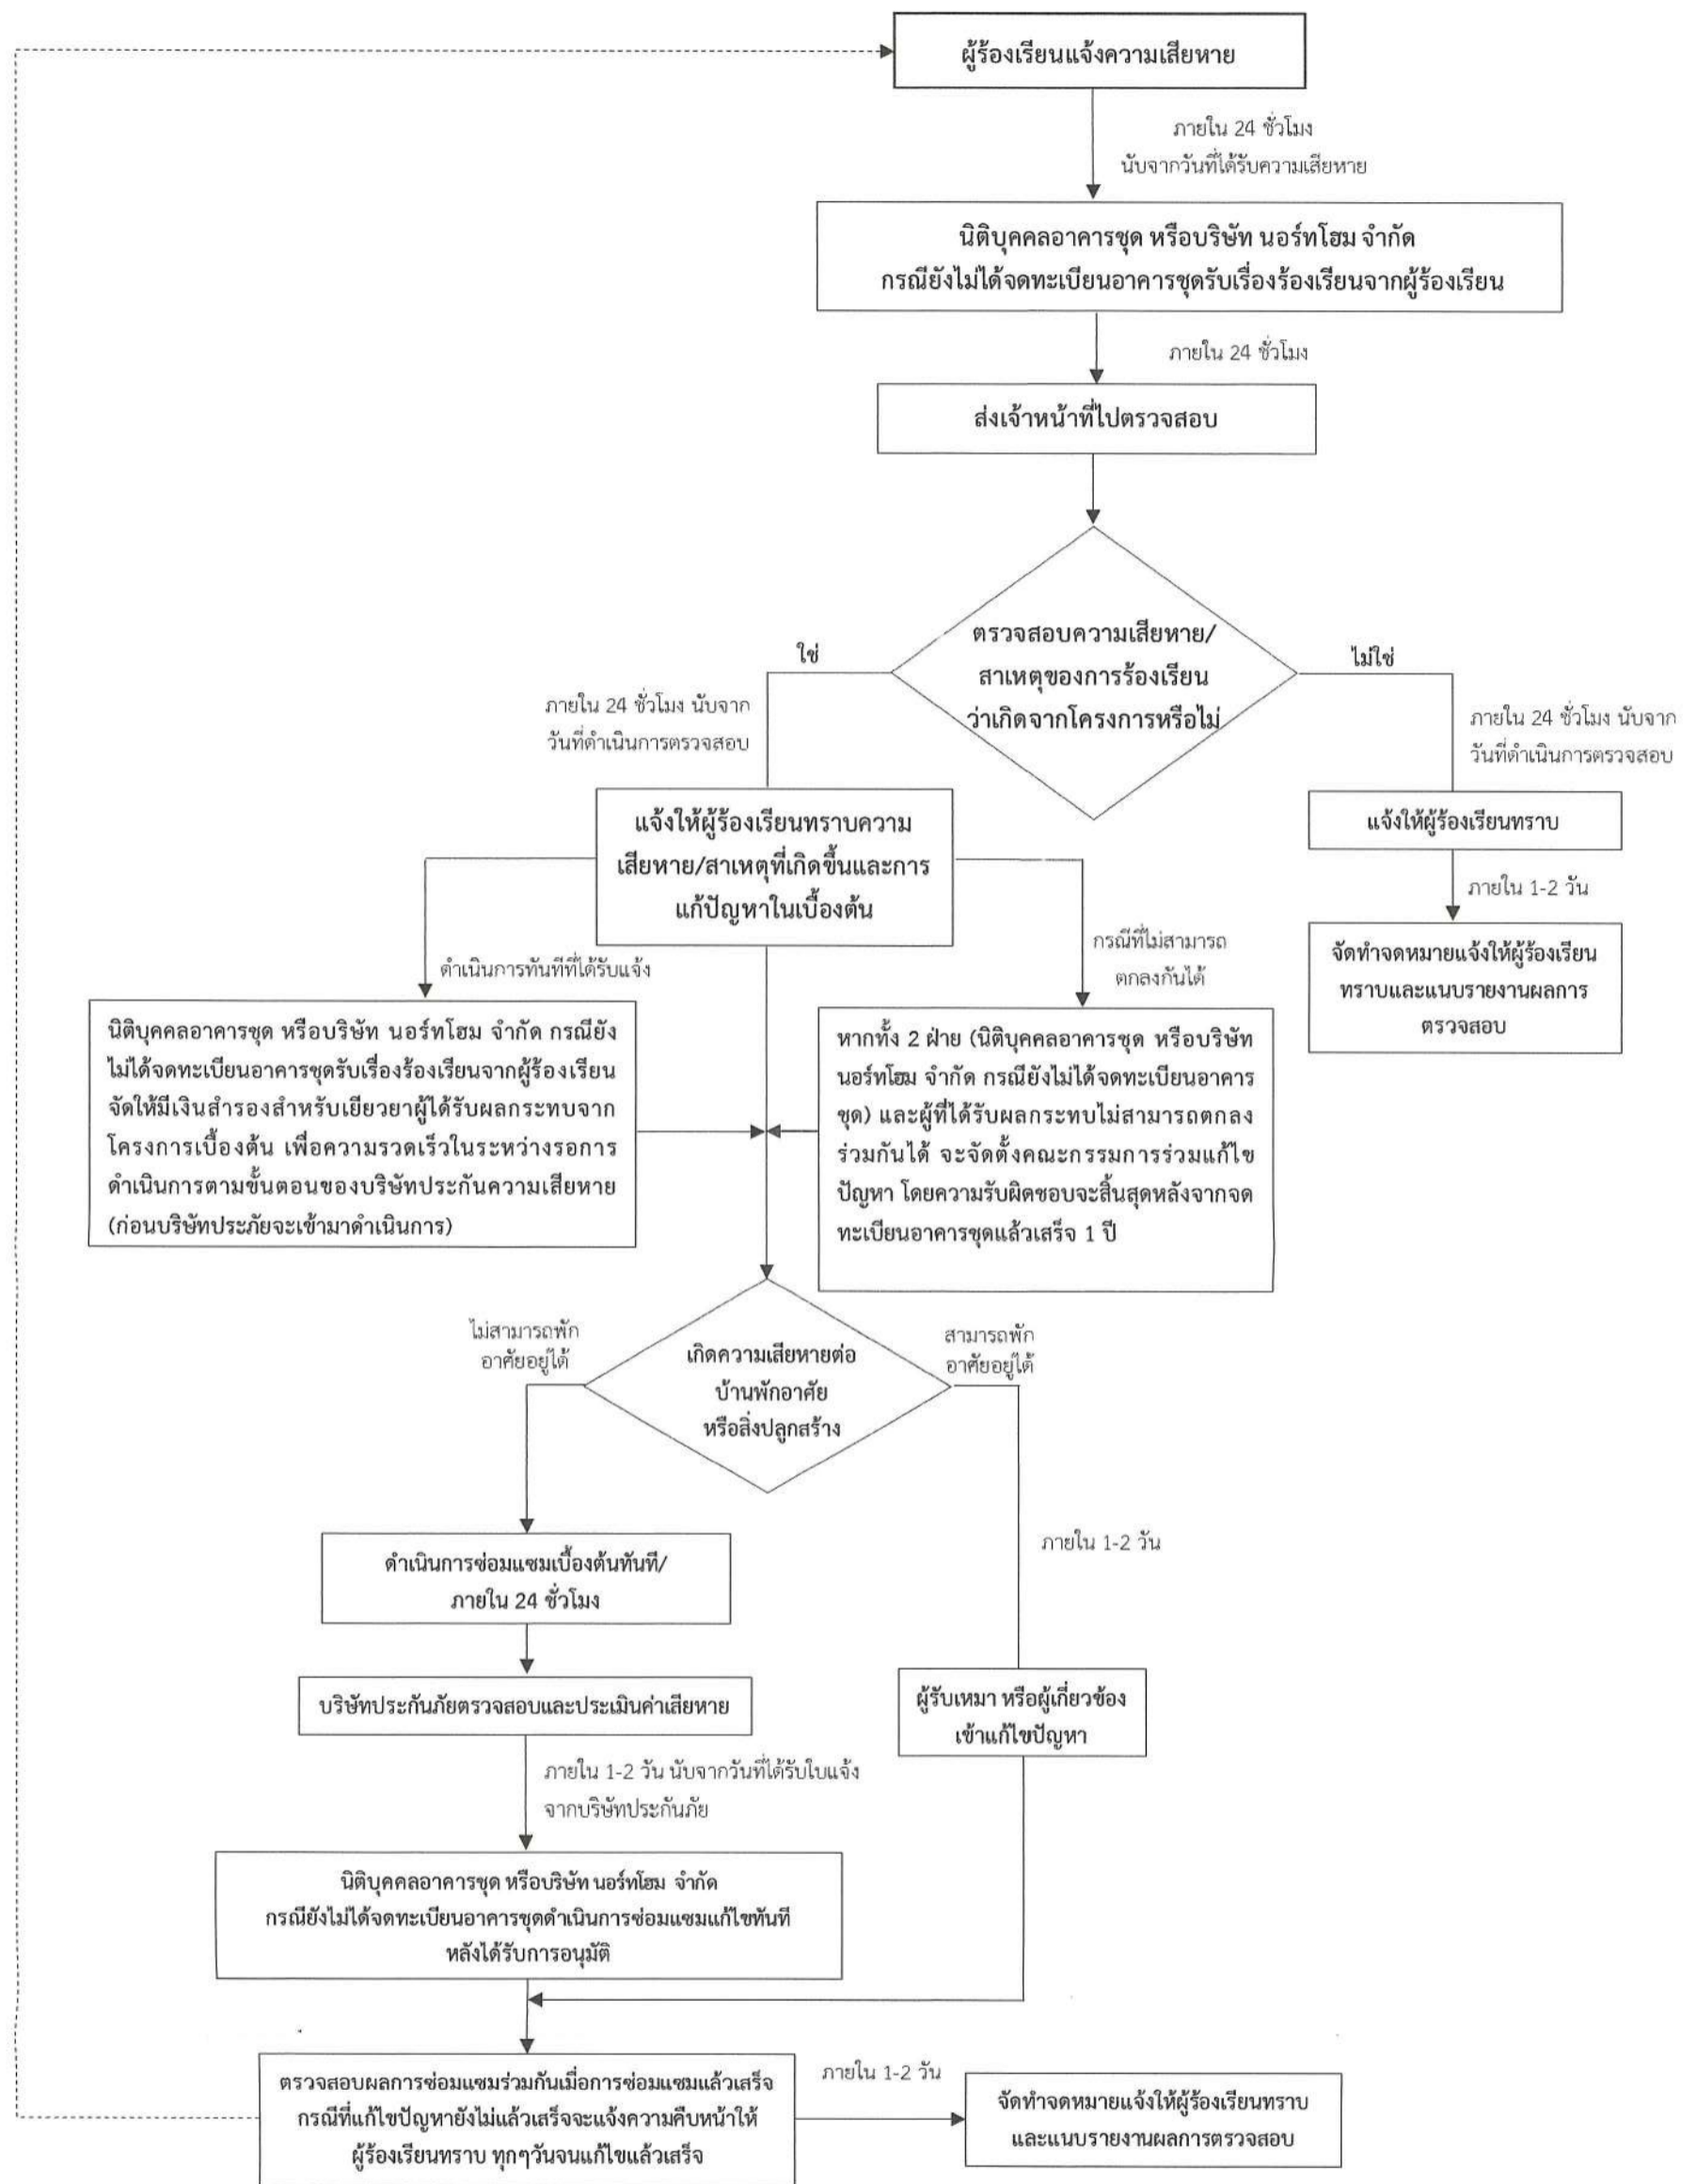 ผู้ร้องเรียนแจ้งความเสียหาย
ภายใน 24 ชั่วโมง
นับจากวันที่ได้รับความเสียหาย
นิติบุคคลอาคารชุด หรือบริษัท นอร์ทโฮม จำกัด
กรณียังไม่ได้จดทะเบียนอาคารชุดรับเรื่องร้องเรียนจากผู้ร้องเรียน
ภายใน 24 ชั่วโมง
ส่งเจ้าหน้าที่ไปตรวจสอบ
ตรวจสอบความเสียหาย/
สาเหตุของการร้องเรียน
ว่าเกิดจากโครงการหรือไม่
ใช่
ไม่ใช่
ภายใน 24 ชั่วโมง นับจาก
วันที่ดำเนินการตรวจสอบ
ภายใน 24 ชั่วโมง นับจาก
วันที่ดำเนินการตรวจสอบ
แจ้งให้ผู้ร้องเรียนทราบความ
เสียหาย/สาเหตุที่เกิดขึ้นและการ
แก้ปัญหาในเบื้องต้น
แจ้งให้ผู้ร้องเรียนทราบ
ภายใน 1-2 วัน
จัดทำจดหมายแจ้งให้ผู้ร้องเรียน
ทราบและแนบรายงานผลการ
ตรวจสอบ
ดำเนินการทันทีที่ได้รับแจ้ง
กรณีที่ไม่สามารถ
ตกลงกันได้
นิติบุคคลอาคารชุด หรือบริษัท นอร์ทโฮม จำกัด กรณียัง
ไม่ได้จดทะเบียนอาคารชุดรับเรื่องร้องเรียนจากผู้ร้องเรียน
จัดให้มีเงินสำรองสำหรับเยียวยาผู้ได้รับผลกระทบจาก
โครงการเบื้องต้น เพื่อความรวดเร็วในระหว่างรอการ
ดำเนินการตามขั้นตอนของบริษัทประกันความเสียหาย
(ก่อนบริษัทประภัยจะเข้ามาดำเนินการ)
หากทั้ง 2 ฝ่าย (นิติบุคคลอาคารชุด หรือบริษัท
นอร์ทโฮม จำกัด กรณียังไม่ได้จดทะเบียนอาคาร
ชุด) และผู้ที่ได้รับผลกระทบไม่สามารถตกลง
ร่วมกันได้ จะจัดตั้งคณะกรรมการร่วมแก้ไข
ปัญหา โดยความรับผิดชอบจะสิ้นสุดหลังจากจด
ทะเบียนอาคารชุดแล้วเสร็จ 1 ปี
ไม่สามารถพัก
อาศัยอยู่ได้
สามารถพัก
อาศัยอยู่ได้
เกิดความเสียหายต่อ
บ้านพักอาศัย
หรือสิ่งปลูกสร้าง
ดำเนินการซ่อมแซมเบื้องต้นทันที/
ภายใน 24 ชั่วโมง
ภายใน 1-2 วัน
บริษัทประกันภัยตรวจสอบและประเมินค่าเสียหาย
ผู้รับเหมา หรือผู้เกี่ยวข้อง
เข้าแก้ไขปัญหา
ภายใน 1-2 วัน นับจากวันที่ได้รับใบแจ้ง
จากบริษัทประกันภัย
นิติบุคคลอาคารชุด หรือบริษัท นอร์ทโฮม จำกัด
กรณียังไม่ได้จดทะเบียนอาคารชุดดำเนินการซ่อมแซมแก้ไขทันที
หลังได้รับการอนุมัติ
ตรวจสอบผลการซ่อมแซมร่วมกันเมื่อการซ่อมแซมแล้วเสร็จ
กรณีที่แก้ไขปัญหายังไม่แล้วเสร็จจะแจ้งความคืบหน้าให้
ผู้ร้องเรียนทราบ ทุกๆวันจนแก้ไขแล้วเสร็จ
ภายใน 1-2 วัน
จัดทำจดหมายแจ้งให้ผู้ร้องเรียนทราบ
และแนบรายงานผลการตรวจสอบ